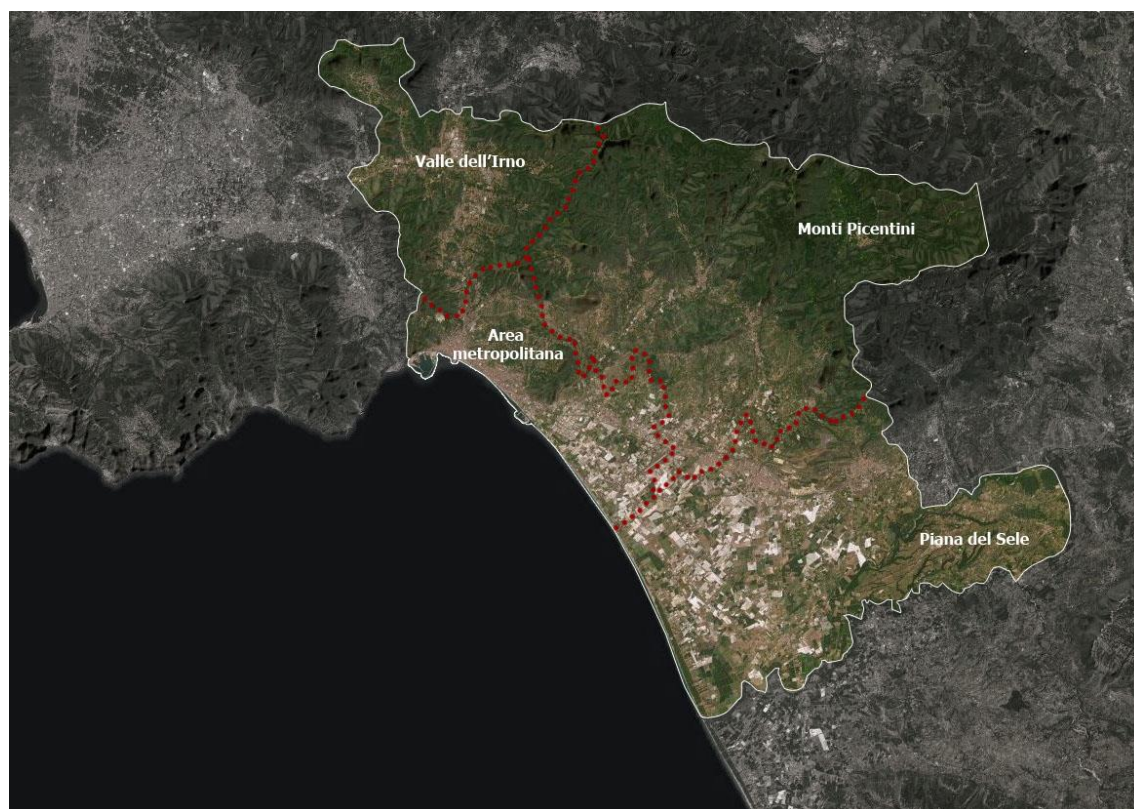 Valle dell'Irno
Monti Picentini
Area
metropolitana
Piana del Sele